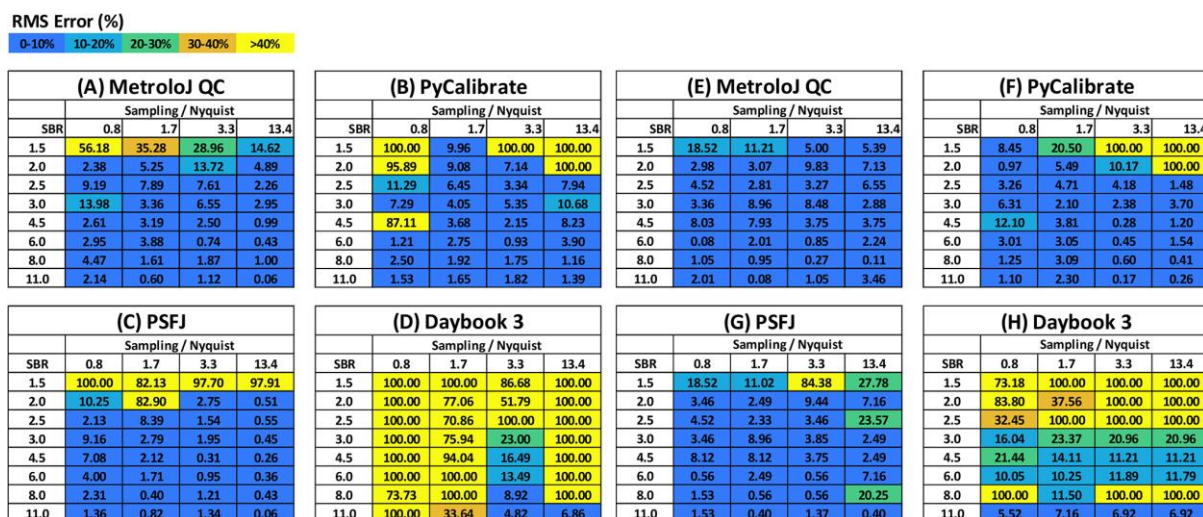 RMS Error (%)
0-10% 10-20% 20-30% 30-40% >40%
(A) MetroloJ QC
Sampling / Nyquist
SBR 0.8 1.7 3.3 13.4
1.5 56.18 35.28 28.96 14.62
2.0 2.38 5.25 13.72 4.89
2.5 9.19 7.89 7.61 2.26
3.0 13.98 3.36 6.55 2.95
4.5 2.61 3.19 2.50 0.99
6.0 2.95 3.88 0.74 0.43
8.0 4.47 1.61 1.87 1.00
11.0 2.14 0.60 1.12 0.06
(B) PyCalibrate
Sampling / Nyquist
SBR 0.8 1.7 3.3 13.4
1.5 100.00 9.96 100.00 100.00
2.0 95.89 9.08 7.14 100.00
2.5 11.29 6.45 3.34 7.94
3.0 7.29 4.05 5.35 10.68
4.5 87.11 3.68 2.15 8.23
6.0 1.21 2.75 0.93 3.90
8.0 2.50 1.92 1.75 1.16
11.0 1.53 1.65 1.82 1.39
(E) MetroloJ QC
Sampling / Nyquist
SBR 0.8 1.7 3.3 13.4
1.5 18.52 11.21 5.00 5.39
2.0 2.98 3.07 9.83 7.13
2.5 4.52 2.81 3.27 6.55
3.0 3.36 8.96 8.48 2.88
4.5 8.03 7.93 3.75 3.75
6.0 0.08 2.01 0.85 2.24
8.0 1.05 0.95 0.27 0.11
11.0 2.01 0.08 1.05 3.46
(F) PyCalibrate
Sampling / Nyquist
SBR 0.8 1.7 3.3 13.4
1.5 8.45 20.50 100.00 100.00
2.0 0.97 5.49 10.17 100.00
2.5 3.26 4.71 4.18 1.48
3.0 6.31 2.10 2.38 3.70
4.5 12.10 3.81 0.28 1.20
6.0 3.01 3.05 0.45 1.54
8.0 1.25 3.09 0.60 0.41
11.0 1.10 2.30 0.17 0.26
(C) PSFJ
Sampling / Nyquist
SBR 0.8 1.7 3.3 13.4
1.5 100.00 82.13 97.70 97.91
2.0 10.25 82.90 2.75 0.51
2.5 2.13 8.39 1.54 0.55
3.0 9.16 2.79 1.95 0.45
4.5 7.08 2.12 0.31 0.26
6.0 4.00 1.71 0.95 0.36
8.0 2.31 0.40 1.21 0.43
11.0 1.36 0.82 1.34 0.06
(D) Daybook 3
Sampling / Nyquist
SBR 0.8 1.7 3.3 13.4
1.5 100.00 100.00 86.68 100.00
2.0 100.00 77.06 51.79 100.00
2.5 100.00 70.86 100.00 100.00
3.0 100.00 75.94 23.00 100.00
4.5 100.00 94.04 16.49 100.00
6.0 100.00 100.00 13.49 100.00
8.0 73.73 100.00 8.92 100.00
11.0 100.00 33.64 4.82 6.86
(G) PSFJ
Sampling / Nyquist
SBR 0.8 1.7 3.3 13.4
1.5 18.52 11.02 84.38 27.78
2.0 3.46 2.49 9.44 7.16
2.5 4.52 2.33 3.46 23.57
3.0 3.46 8.96 3.85 2.49
4.5 8.12 8.12 3.75 2.49
6.0 0.56 2.49 0.56 7.16
8.0 1.53 0.56 0.56 20.25
11.0 1.53 0.40 1.37 0.40
(H) Daybook 3
Sampling / Nyquist
SBR 0.8 1.7 3.3 13.4
1.5 73.18 100.00 100.00 100.00
2.0 83.80 37.56 100.00 100.00
2.5 32.45 100.00 100.00 100.00
3.0 16.04 23.37 20.96 20.96
4.5 21.44 14.11 11.21 11.21
6.0 10.05 10.25 11.89 11.79
8.0 100.00 11.50 100.00 100.00
11.0 5.52 7.16 6.92 6.92